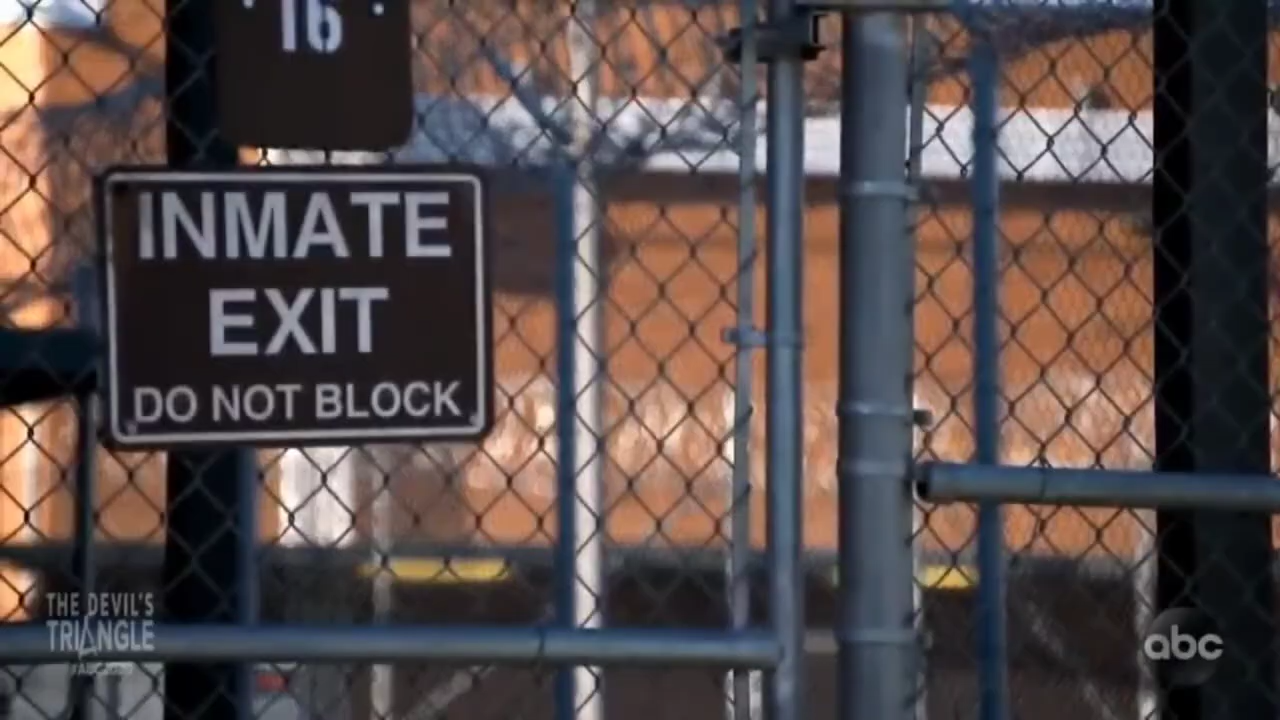 16
INMATE
EXIT
DO NOT BLOCK
THE DEVIL'S
TRIANGLE
abc